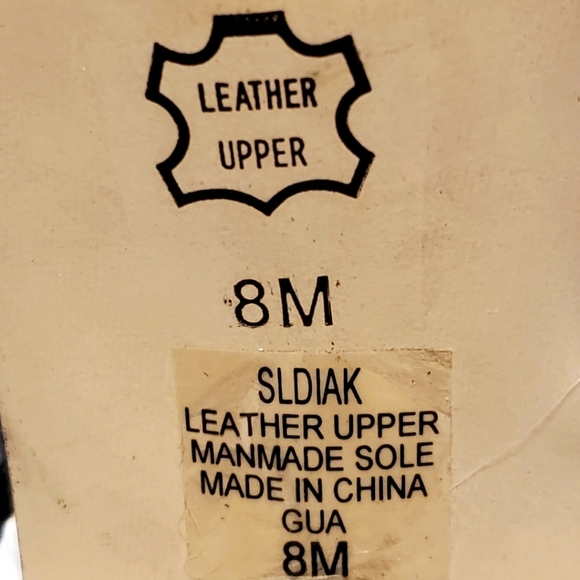 LEATHER
UPPER
8M
SLDIAK
LEATHER UPPER
MANMADE SOLE
MADE IN CHINA
GUA
8M